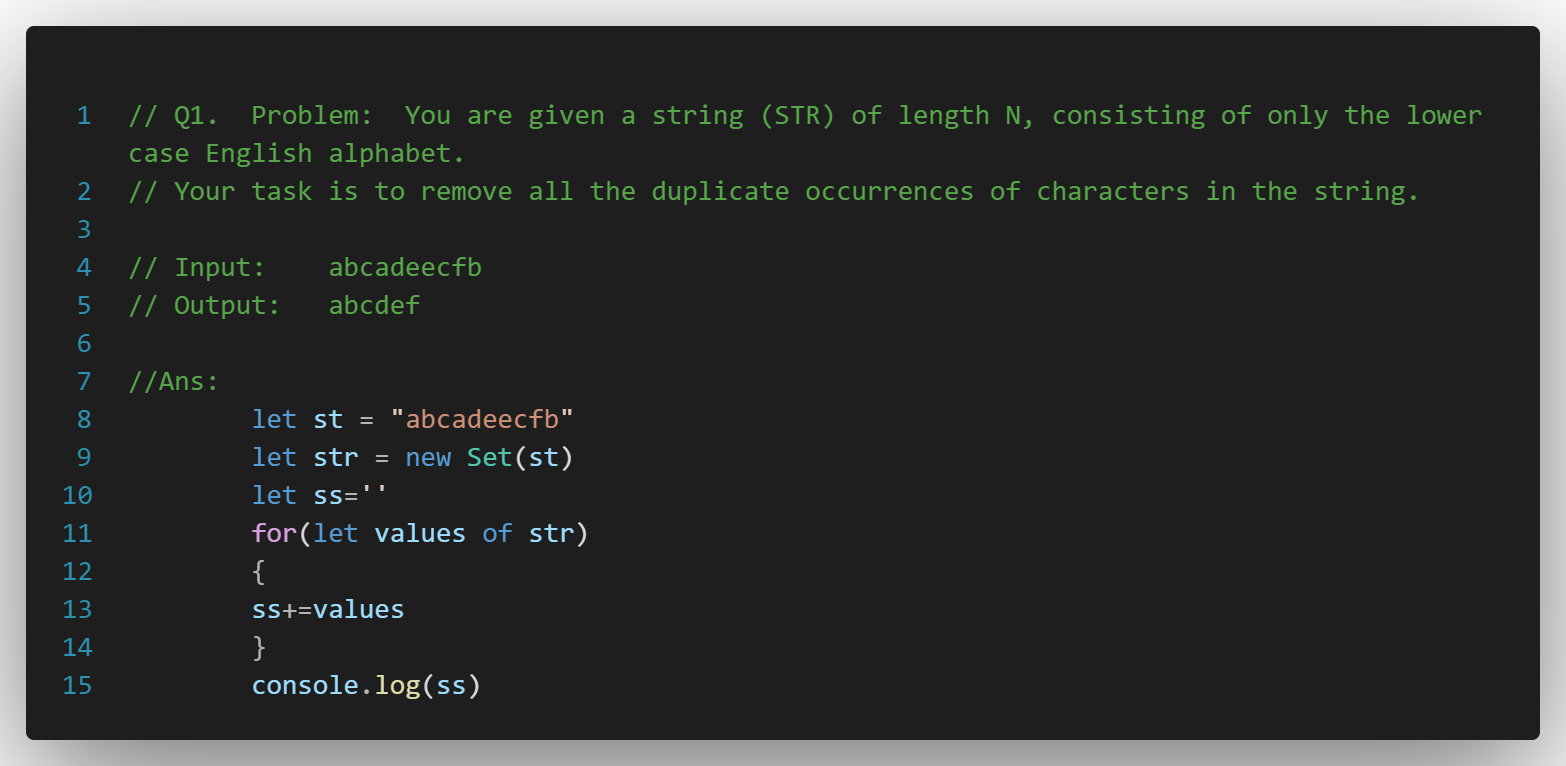 1 // Q1.  Problem:  You are given a string (STR) of length N, consisting of only the lower
case English alphabet.
2 // Your task is to remove all the duplicate occurrences of characters in the string.
3
4 // Input:    abcadeecfb
5 // Output:   abcdef
6
7 //Ans:
8         let st = "abcadeecfb"
9         let str = new Set(st)
10         let ss=''
11         for(let values of str)
12         {
13         ss+=values
14         }
15         console.log(ss)